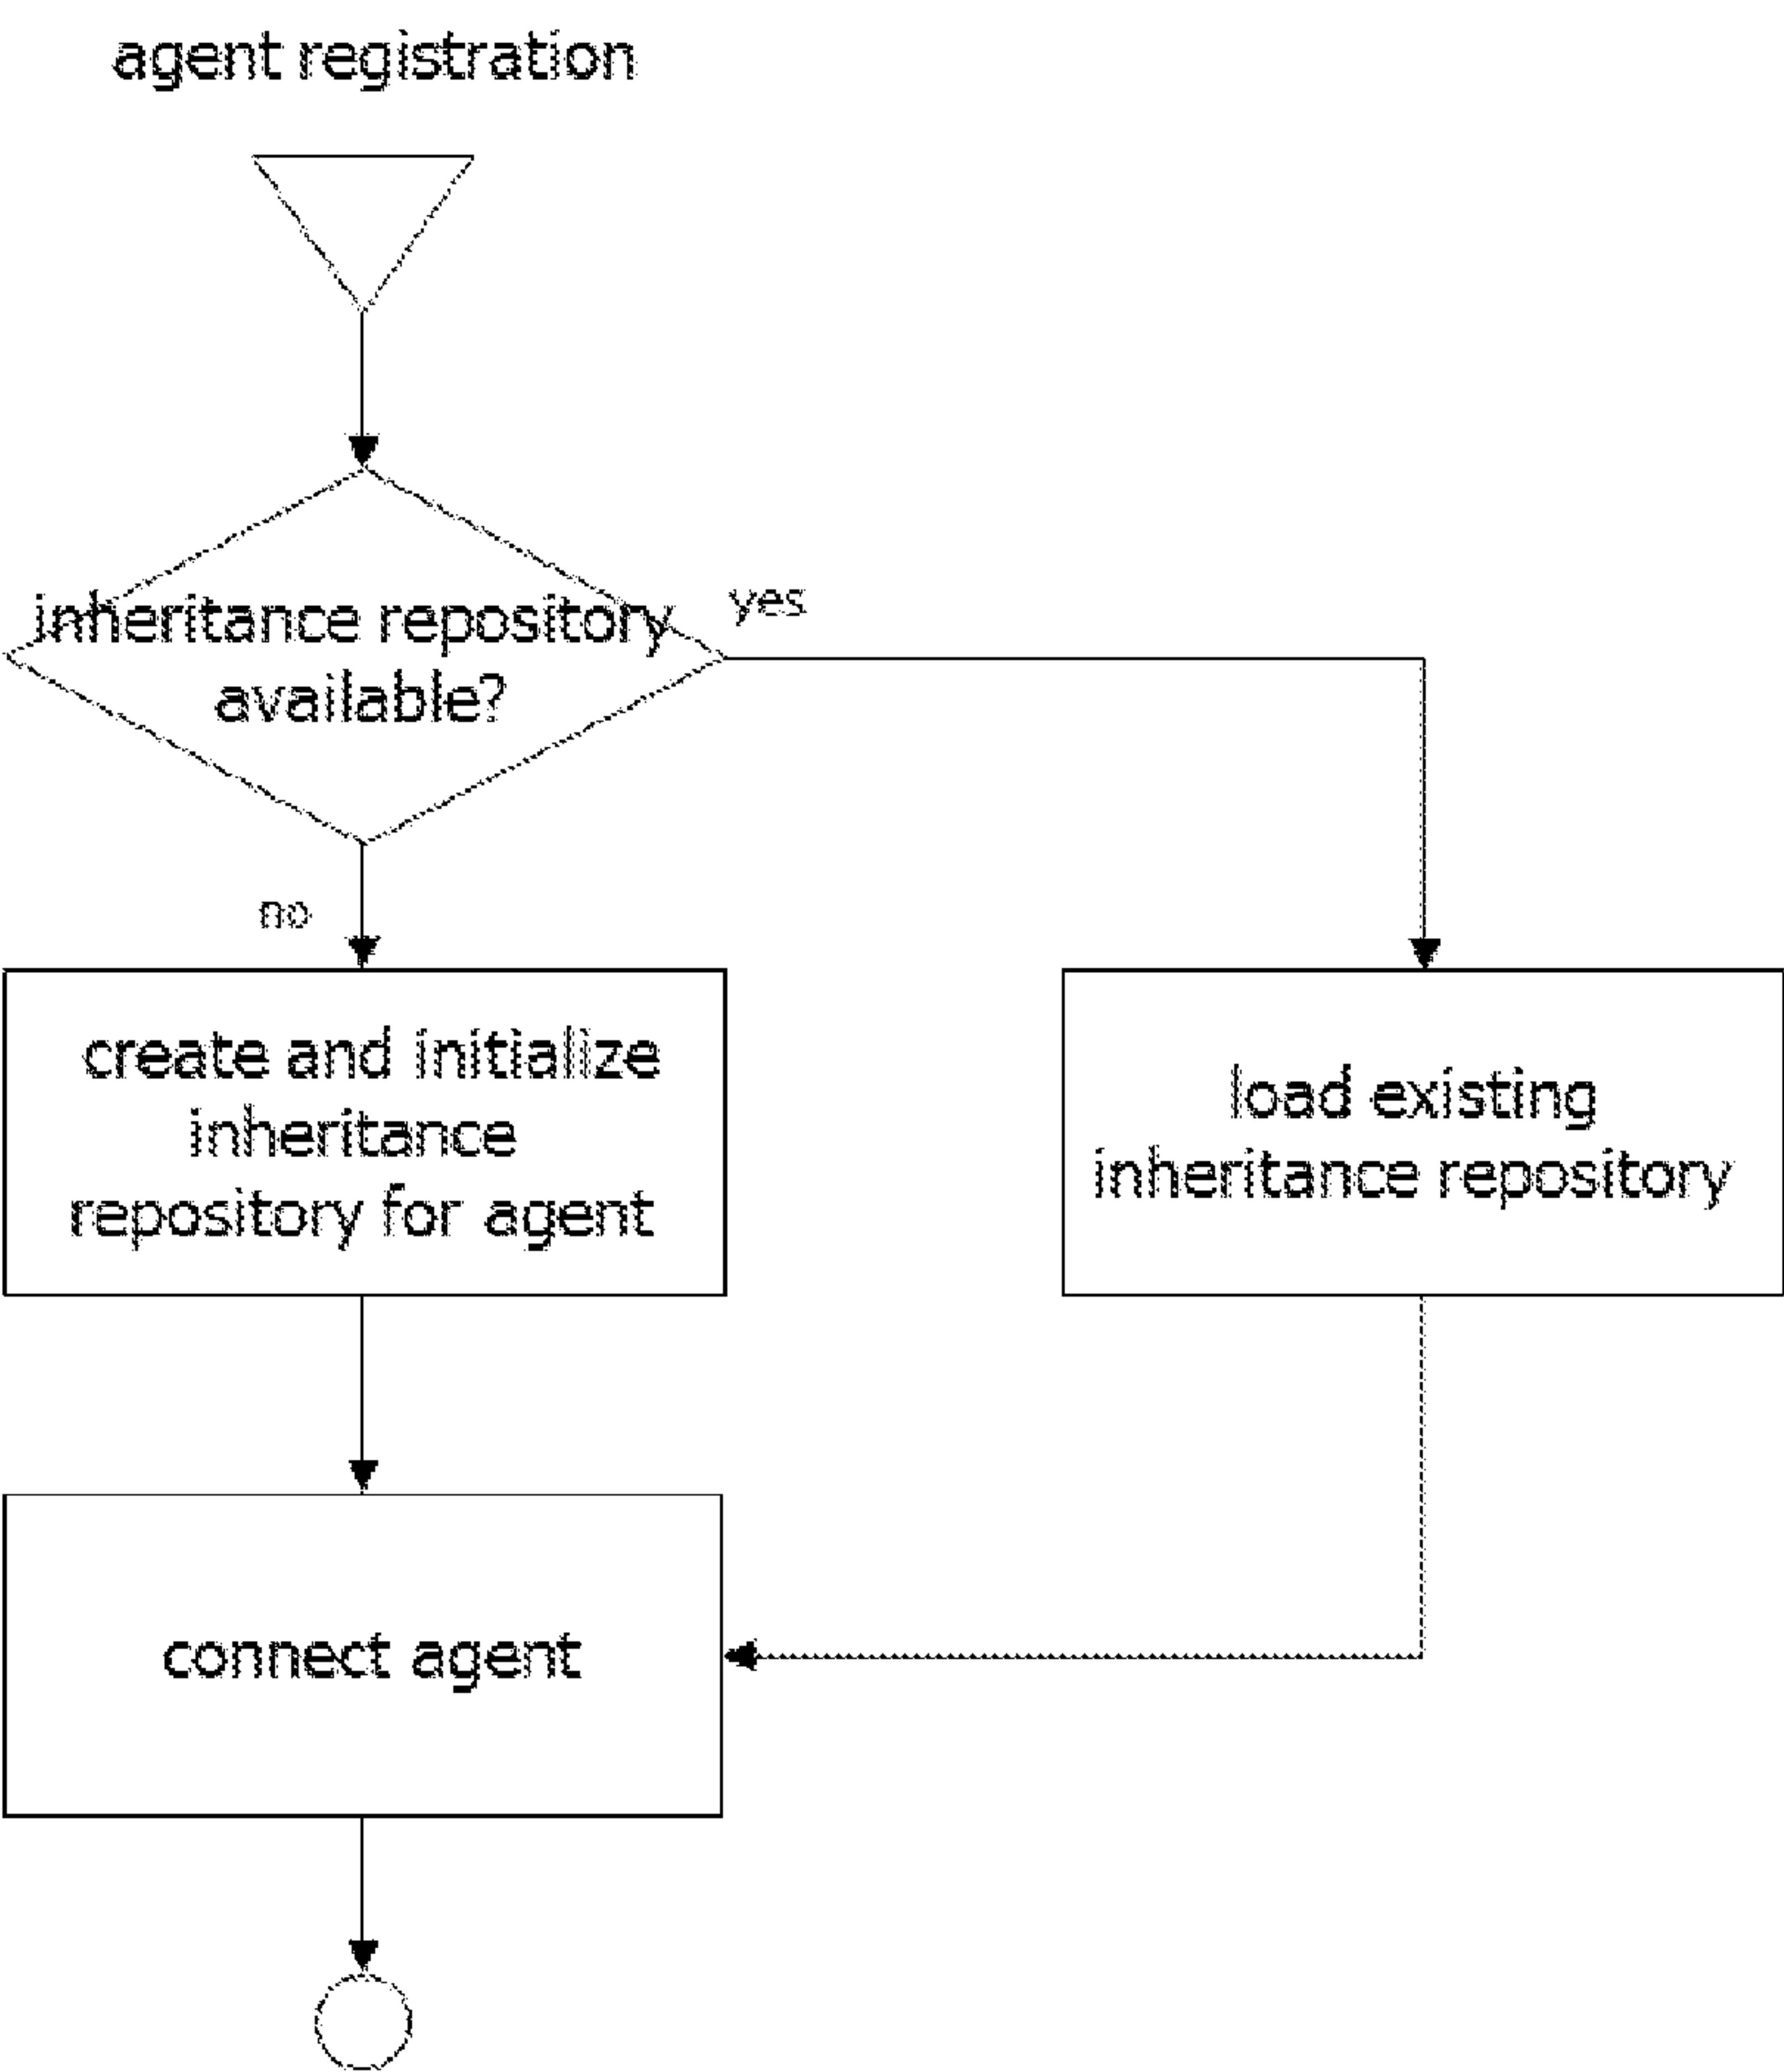 agent registration
inheritance repository
available?
yes
no
create and initialize
inheritance
repository for agent
load existing
inheritance repository
connect agent